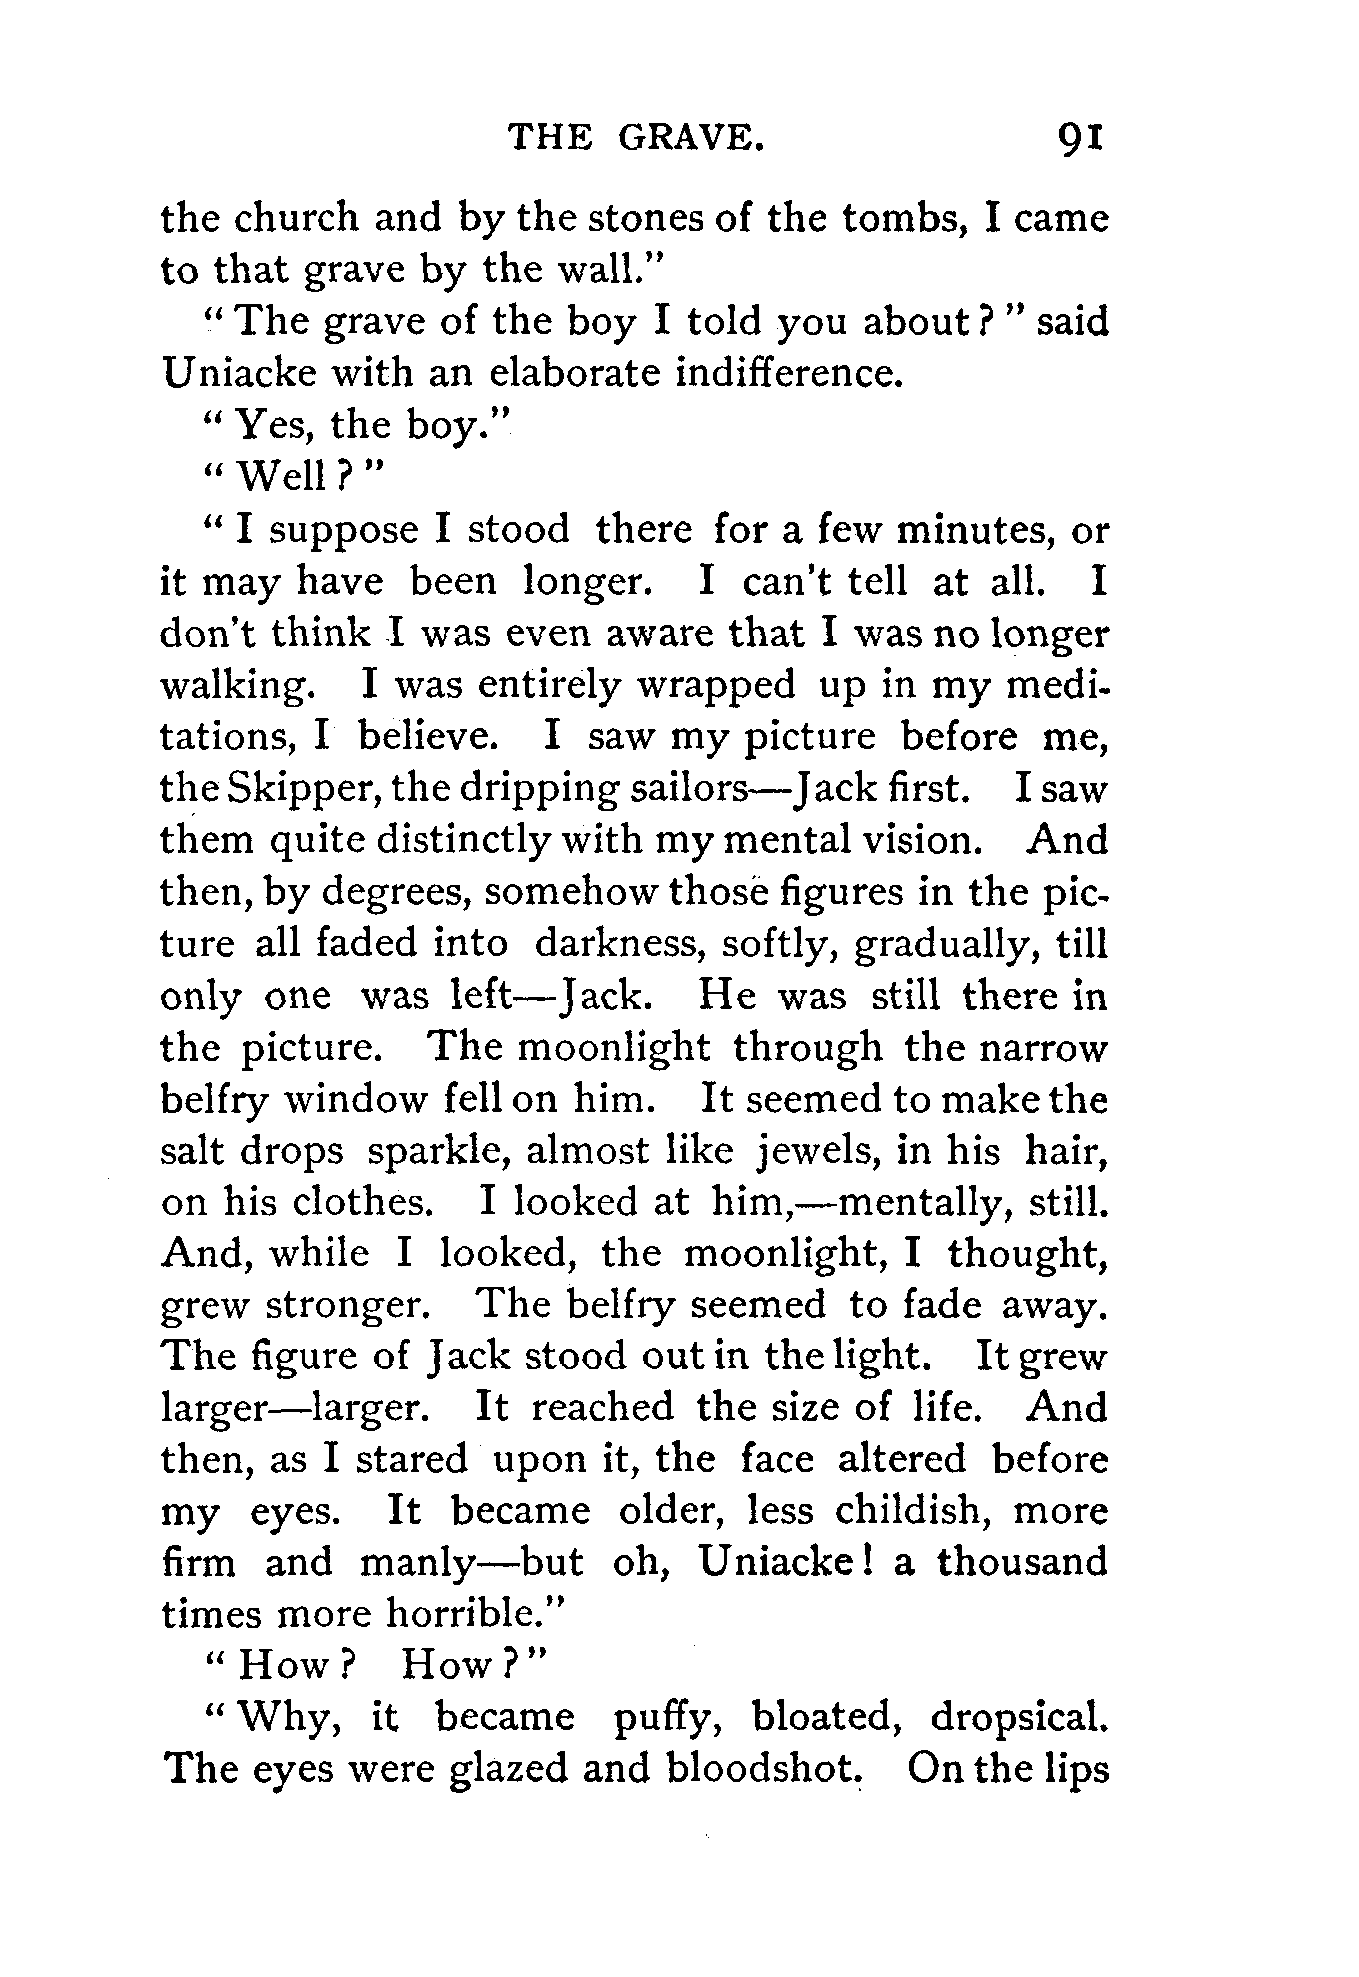 THE GRAVE. 91
the church and by the stones of the tombs, I came
to that grave by the wall."
"The grave of the boy I told you about?" said
Uniacke with an elaborate indifference.
"Yes, the boy."
"Well?"
"I suppose I stood there for a few minutes, or
it may have been longer. I can't tell at all. I
don't think I was even aware that I was no longer
walking. I was entirely wrapped up in my medi-
tations, I believe. I saw my picture before me,
the Skipper, the dripping sailors—Jack first. I saw
them quite distinctly with my mental vision. And
then, by degrees, somehow those figures in the pic-
ture all faded into darkness, softly, gradually, till
only one was left—Jack. He was still there in
the picture. The moonlight through the narrow
belfry window fell on him. It seemed to make the
salt drops sparkle, almost like jewels, in his hair,
on his clothes. I looked at him,—mentally, still.
And, while I looked, the moonlight, I thought,
grew stronger. The belfry seemed to fade away.
The figure of Jack stood out in the light. It grew
larger—larger. It reached the size of life. And
then, as I stared upon it, the face altered before
my eyes. It became older, less childish, more
firm and manly—but oh, Uniacke! a thousand
times more horrible."
"How? How?"
"Why, it became puffy, bloated, dropsical.
The eyes were glazed and bloodshot. On the lips